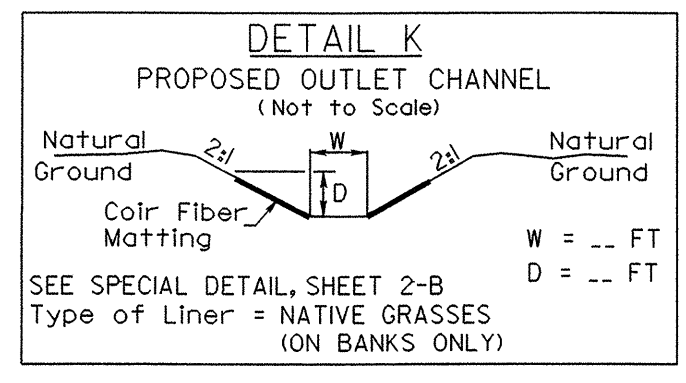 DETAIL K
PROPOSED OUTLET CHANNEL
(Not to Scale)
Natural
Ground
2:1
W
2:1
Natural
Ground
D
Coir Fiber
Matting
W = __ FT
D = __ FT
SEE SPECIAL DETAIL, SHEET 2-B
Type of Liner = NATIVE GRASSES
(ON BANKS ONLY)